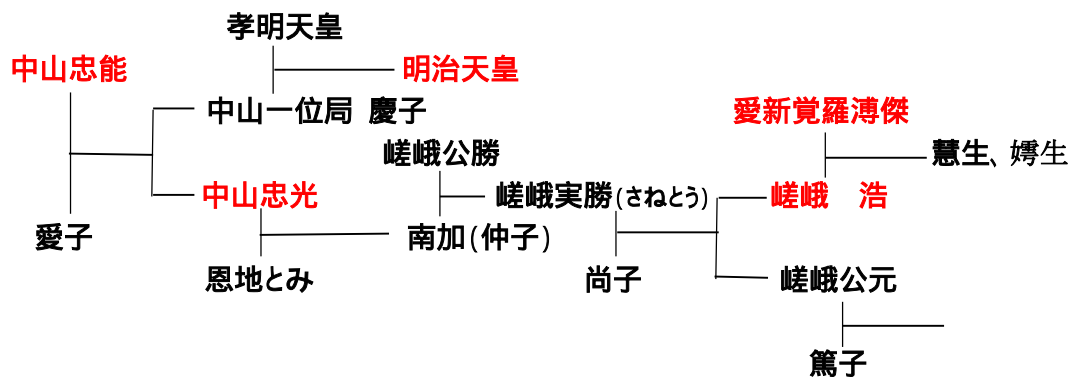 孝明天皇
中山忠能
明治天皇
中山一位局 慶子
愛新覚羅溥傑
嵯峨公勝
慧生、嫮生
中山忠光
嵯峨実勝(さねとう)
嵯峨 浩
愛子
南加(仲子)
恩地とみ
尚子
嵯峨公元
篤子